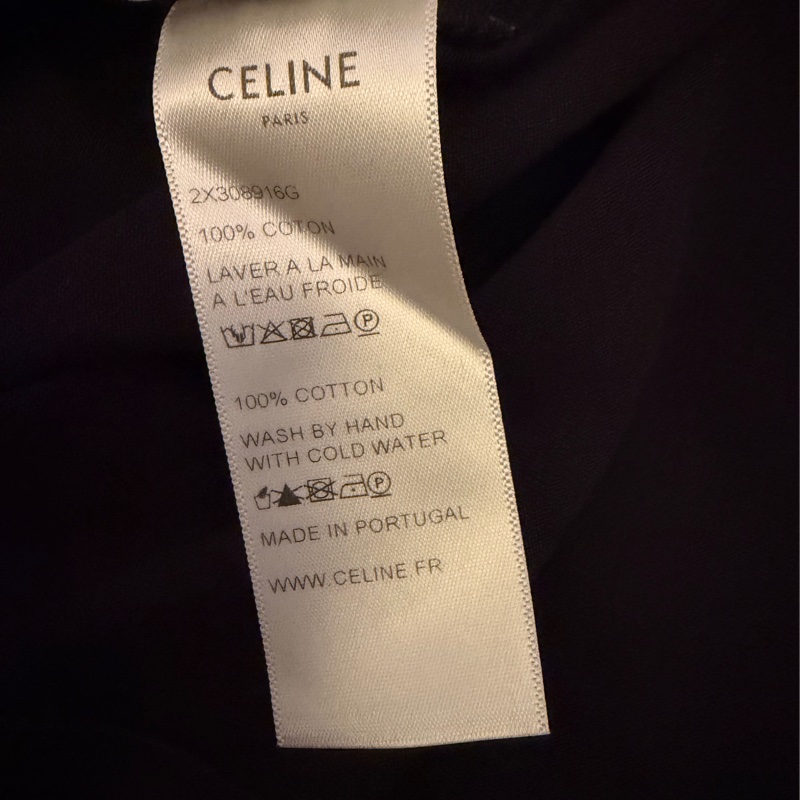 CELINE
PARIS
2X308916G
100% COTON
LAVER A LA MAIN
A L'EAU FROIDE
P
100% COTTON
WASH BY HAND
WITH COLD WATER
P
MADE IN PORTUGAL
WWW.CELINE.FR